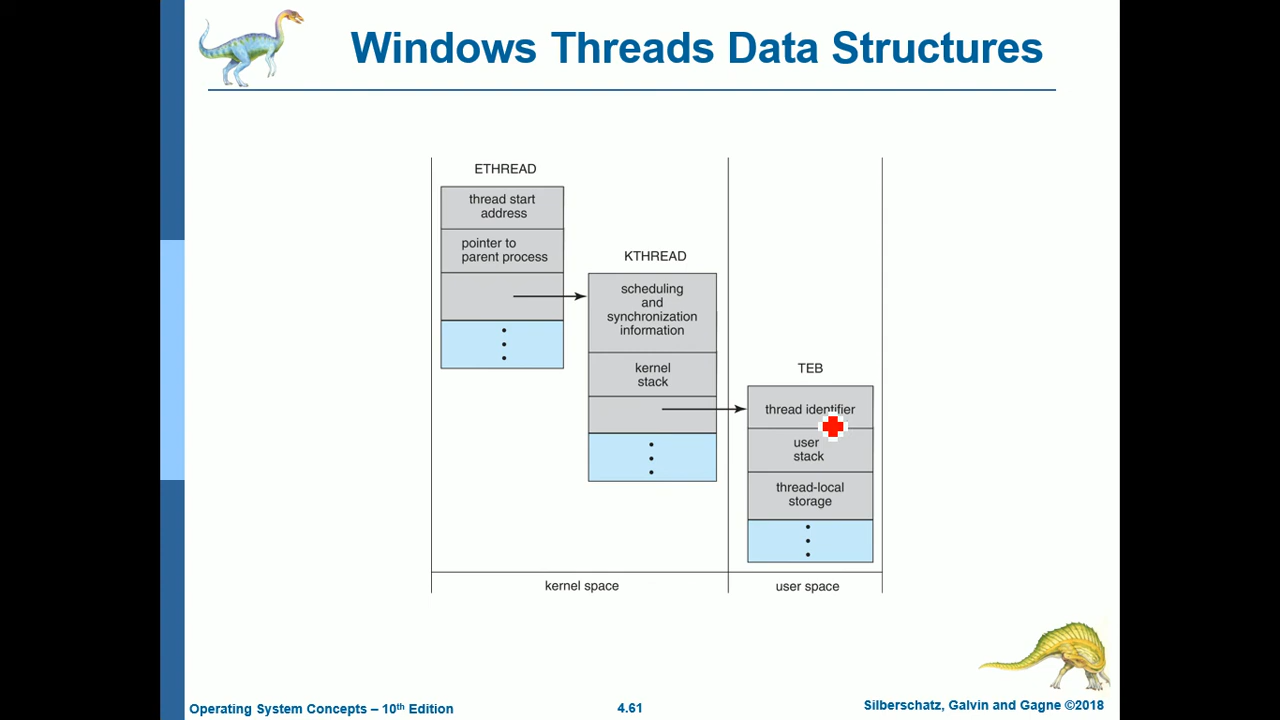 Windows Threads Data Structures
ETHREAD
thread start
address
pointer to
parent process
KTHREAD
scheduling
and
synchronization
information
kernel
stack
TEB
thread identifier
user
stack
thread-local
storage
kernel space
user space
Operating System Concepts – 10th Edition
4.61
Silberschatz, Galvin and Gagne ©2018